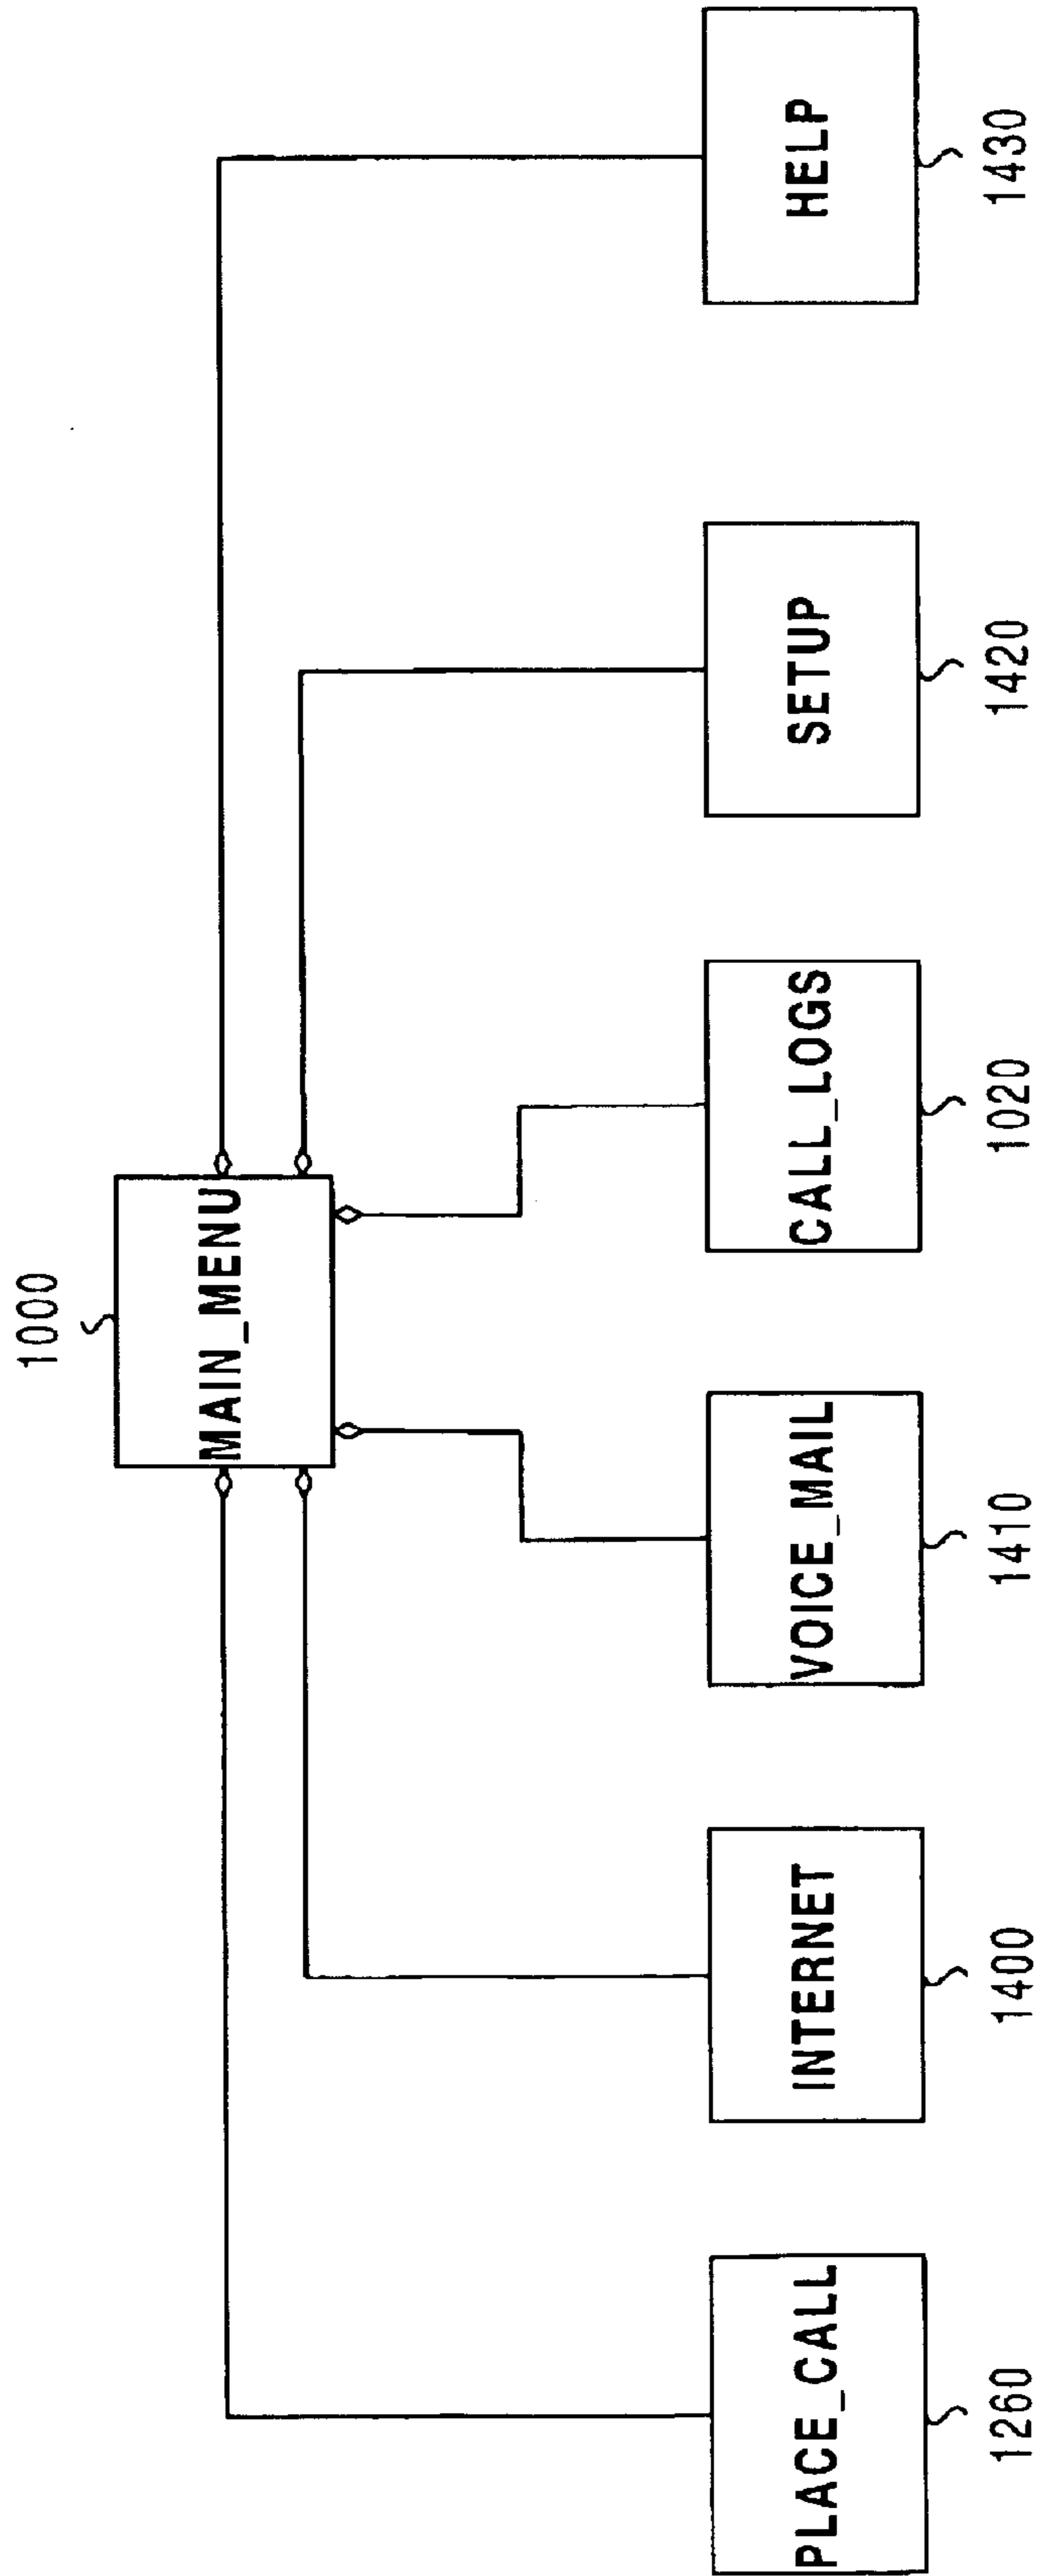 1000
MAIN_MENU
PLACE_CALL
INTERNET
VOICE_MAIL
CALL_LOGS
SETUP
HELP
1260
1400
1410
1020
1420
1430